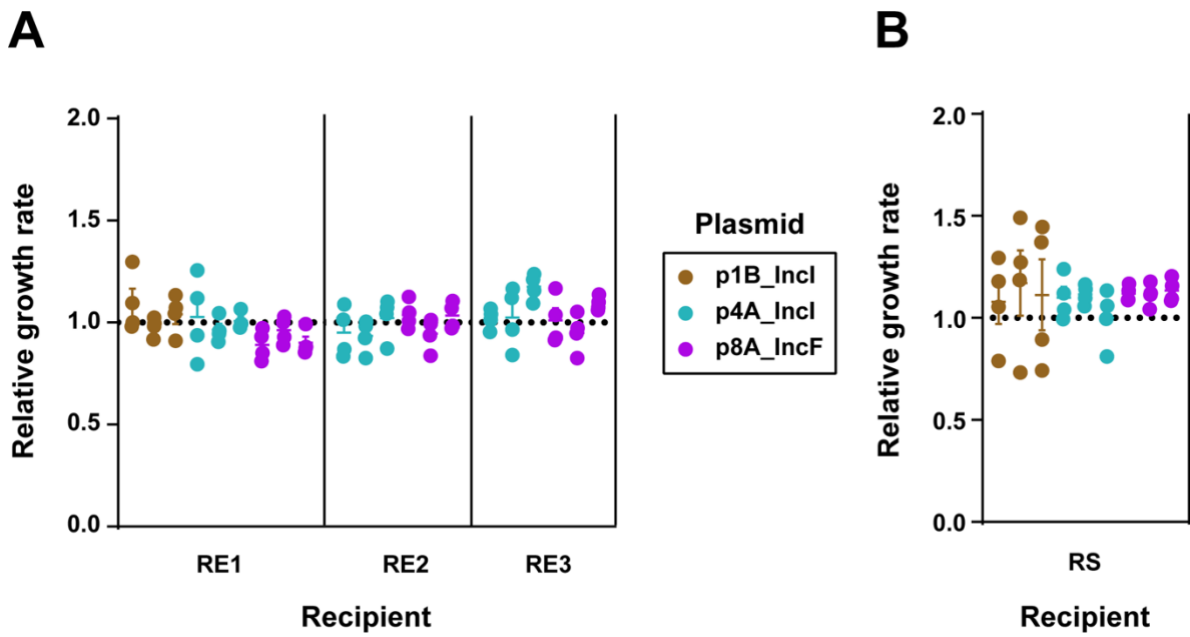 A
Relative growth rate
2.0
1.5
1.0
0.5
0.0
RE1 RE2 RE3
Recipient
Plasmid
p1B_IncI
p4A_IncI
p8A_IncF
B
Relative growth rate
2.0
1.5
1.0
0.5
0.0
RS
Recipient